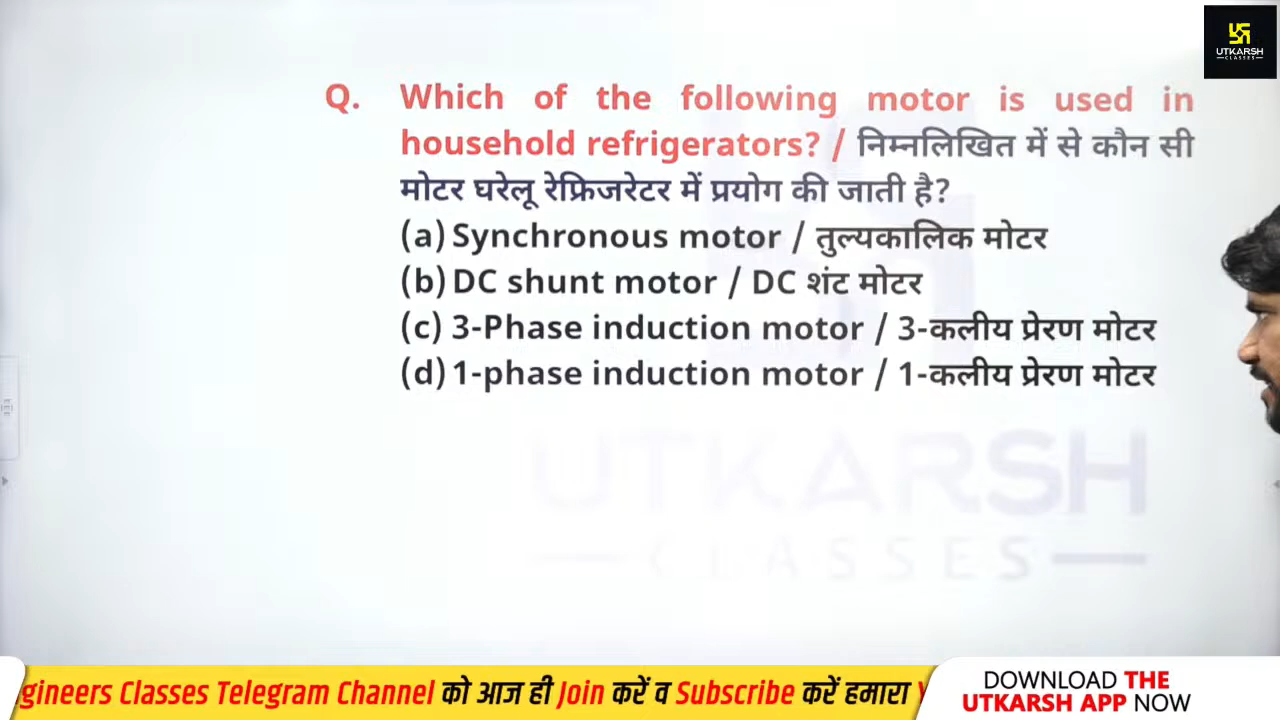 UTKARSH
CLASSES
Q. Which of the following motor is used in
household refrigerators? / निम्नलिखित में से कौन सी
मोटर घरेलू रेफ्रिजरेटर में प्रयोग की जाती है?
(a) Synchronous motor / तुल्यकालिक मोटर
(b) DC shunt motor / DC शंट मोटर
(c) 3-Phase induction motor / 3-कलीय प्रेरण मोटर
(d) 1-phase induction motor / 1-कलीय प्रेरण मोटर
UTKARSH
CLASSES
gineers Classes Telegram Channel को आज ही Join करें व Subscribe करें हमारा
DOWNLOAD THE
UTKARSH APP NOW